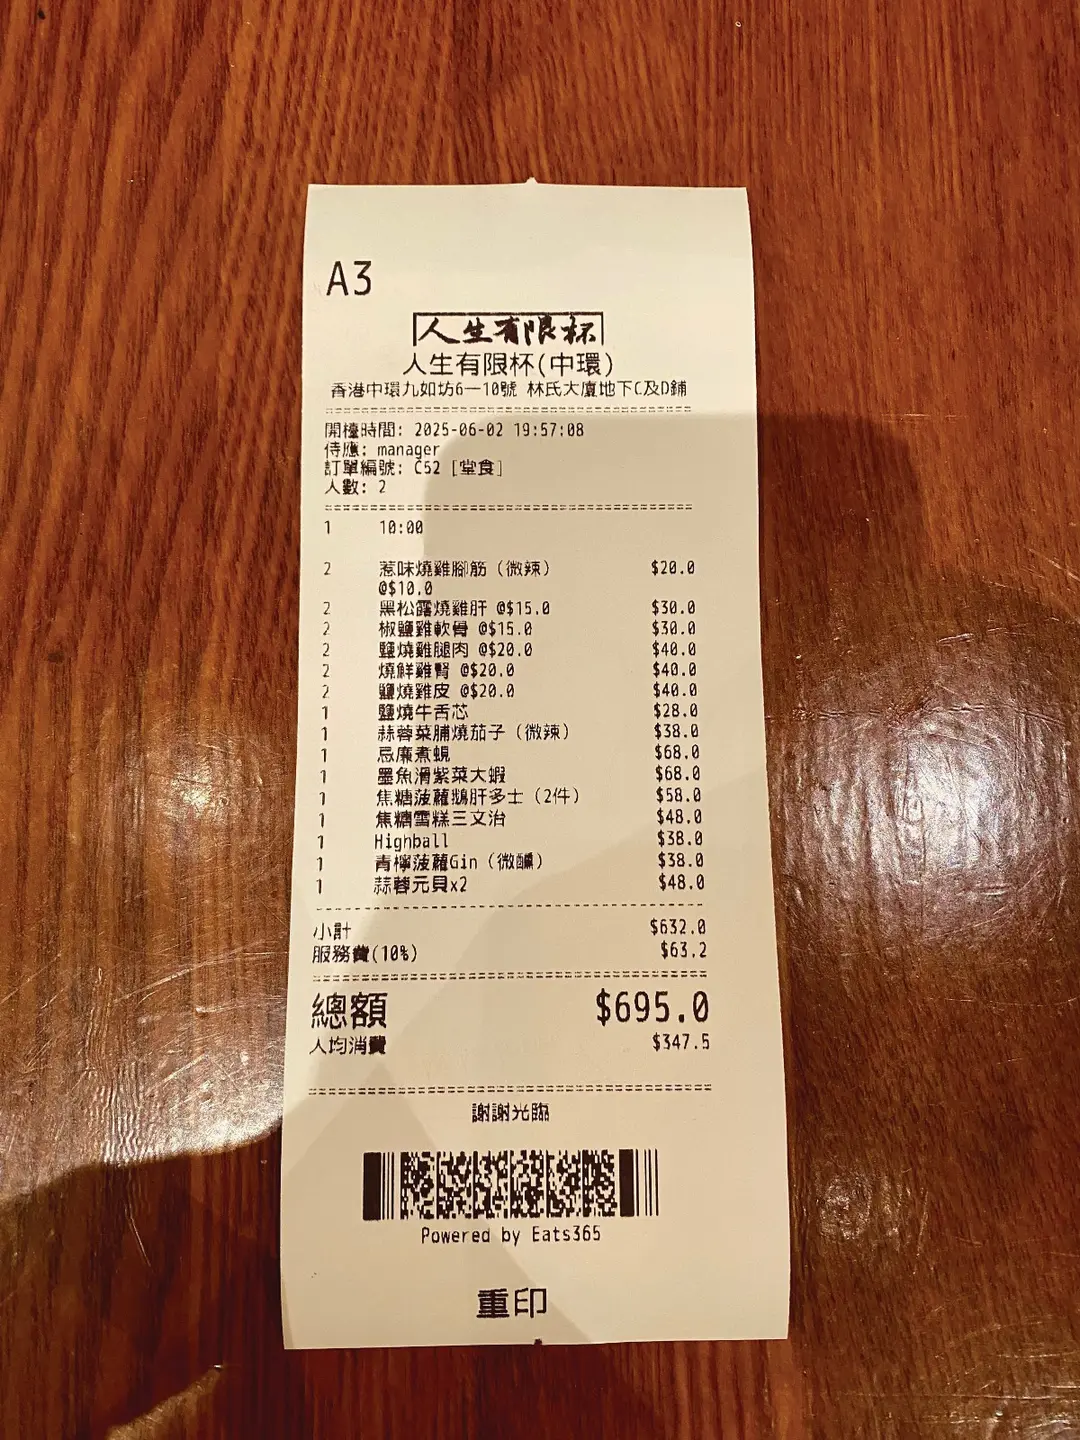 A3
人生有限杯
人生有限杯(中環)
香港中環九如坊6—10號 林氏大廈地下C及D舖
開檯時間: 2025-06-02 19:57:08
侍應: manager
訂單編號: C52 [堂食]
人數: 2
1 10:00
2 惹味燒雞腳筋（微辣） $20.0
@$10.0
2 黑松露燒雞肝 @$15.0 $30.0
2 椒鹽雞軟骨 @$15.0 $30.0
2 鹽燒雞腿肉 @$20.0 $40.0
2 燒鮮雞腎 @$20.0 $40.0
2 鹽燒雞皮 @$20.0 $40.0
1 鹽燒牛舌芯 $28.0
1 蒜蓉菜脯燒茄子（微辣） $38.0
1 忌廉煮蜆 $68.0
1 墨魚滑紫菜大蝦 $68.0
1 焦糖菠蘿鵝肝多士（2件） $58.0
1 焦糖雪糕三文治 $48.0
1 Highball $38.0
1 青檸菠蘿Gin（微醺） $38.0
1 蒜蓉元貝x2 $48.0
小計 $632.0
服務費(10%) $63.2
總額 $695.0
人均消費 $347.5
謝謝光臨
Powered by Eats365
重印